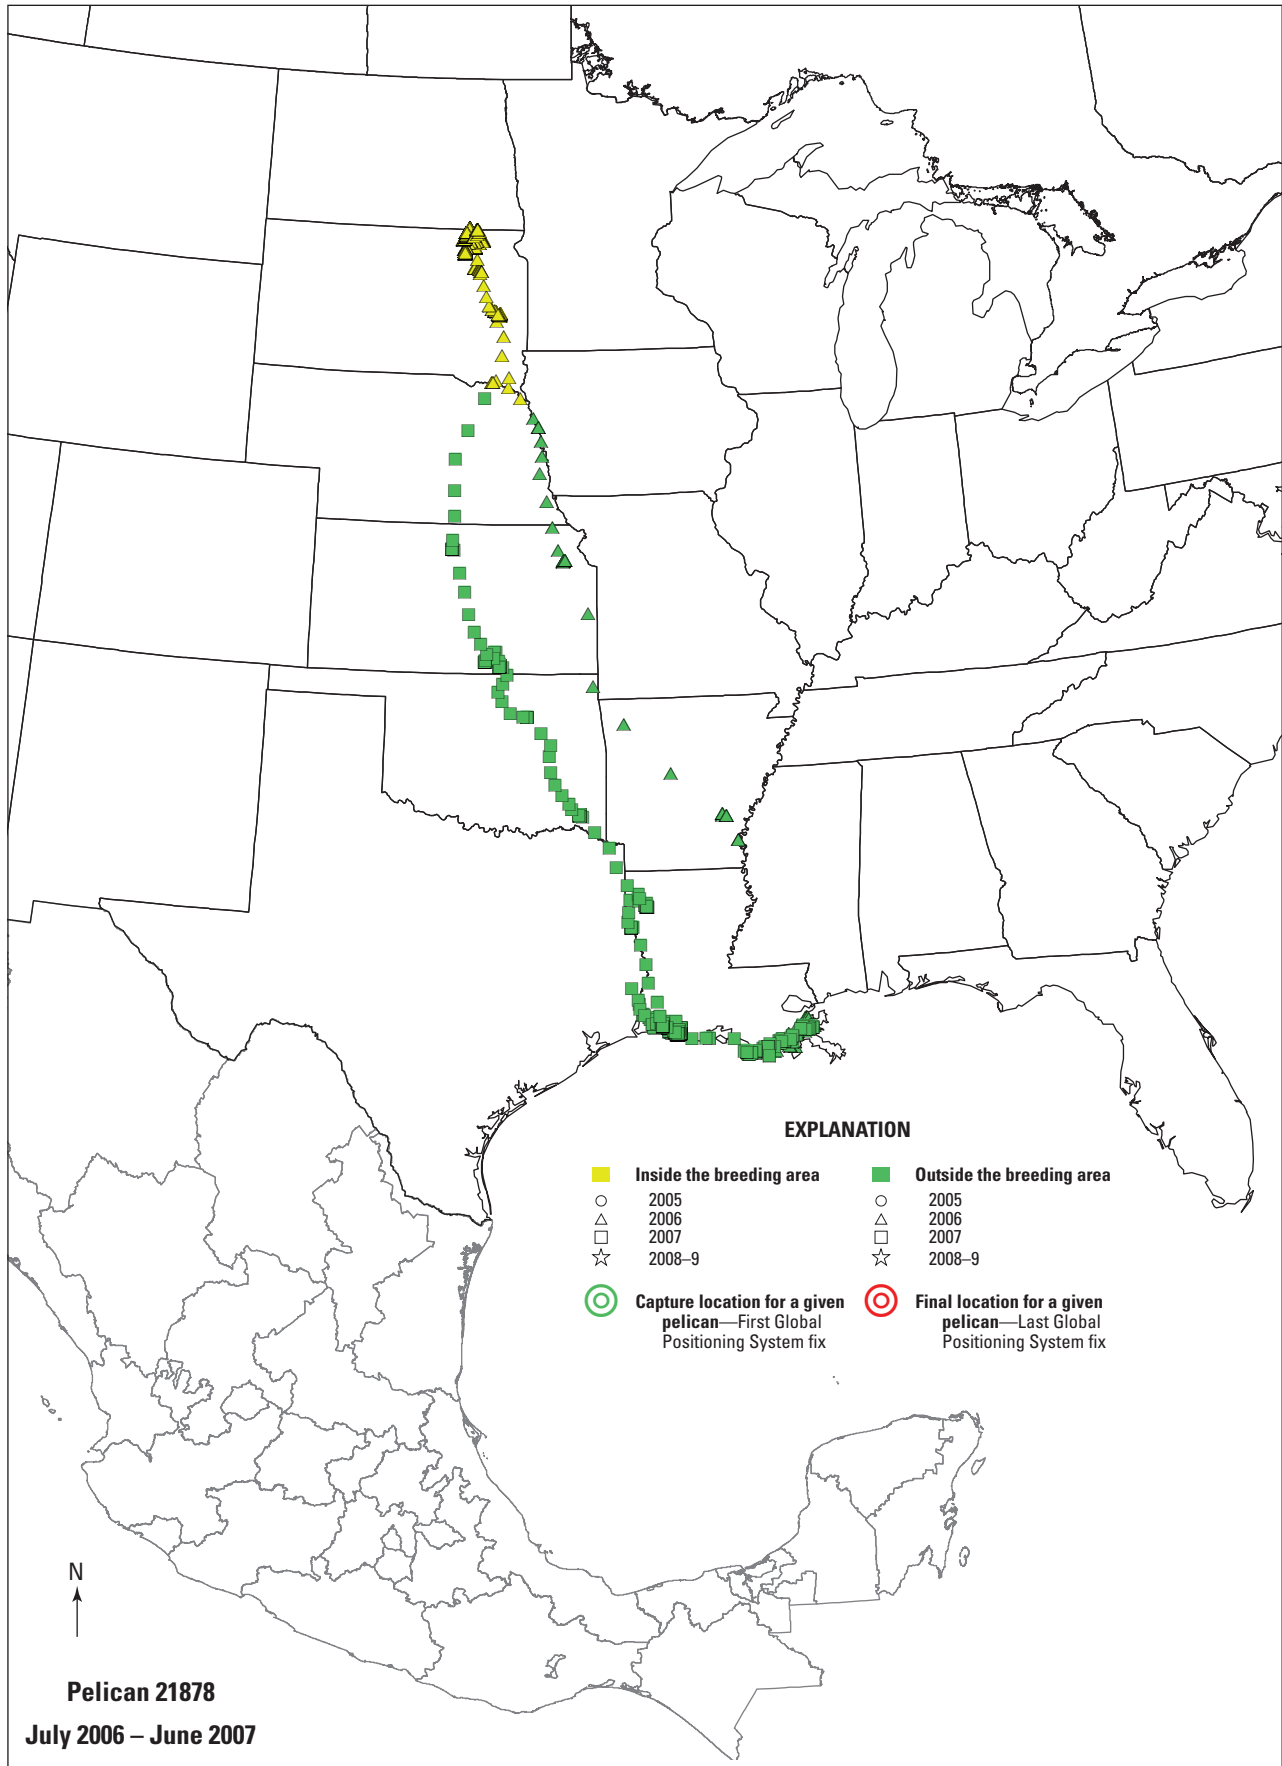 EXPLANATION
Inside the breeding area
2005
2006
2007
2008–9
Outside the breeding area
2005
2006
2007
2008–9
Capture location for a given
pelican—First Global
Positioning System fix
Final location for a given
pelican—Last Global
Positioning System fix
N
Pelican 21878
July 2006 – June 2007